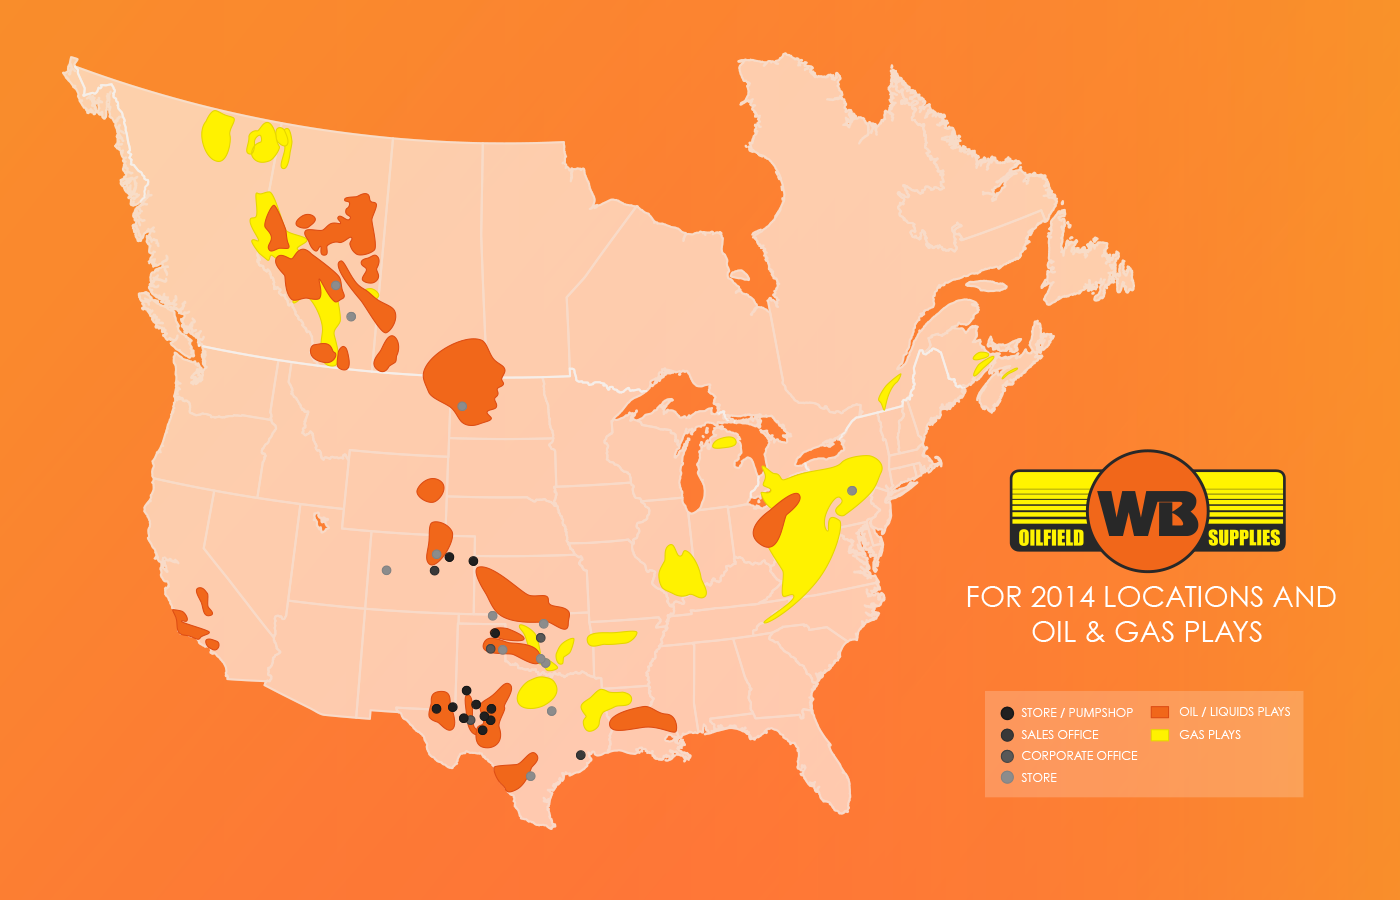 WB
OILFIELD SUPPLIES
FOR 2014 LOCATIONS AND
OIL & GAS PLAYS
STORE / PUMPSHOP
SALES OFFICE
CORPORATE OFFICE
STORE
OIL / LIQUIDS PLAYS
GAS PLAYS